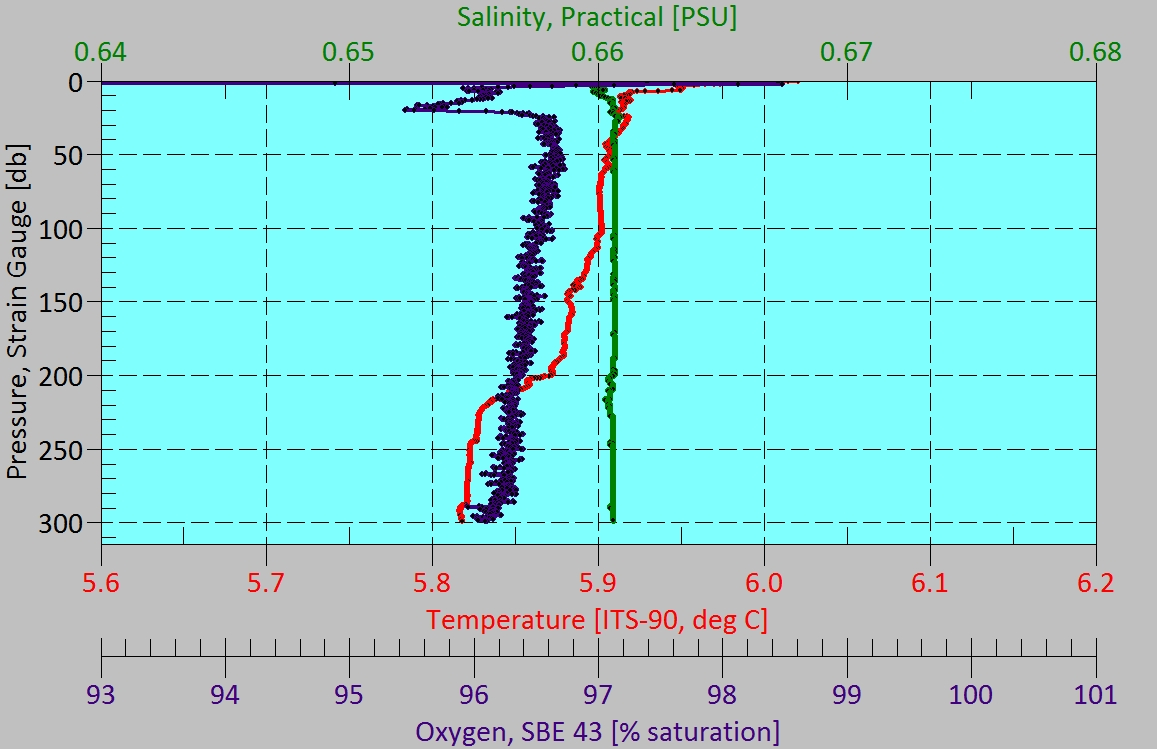 Salinity, Practical [PSU]
0.64 0.65 0.66 0.67 0.68
Pressure, Strain Gauge [db]
0
50
100
150
200
250
300
5.6 5.7 5.8 5.9 6.0 6.1 6.2
Temperature [ITS-90, deg C]
93 94 95 96 97 98 99 100 101
Oxygen, SBE 43 [% saturation]